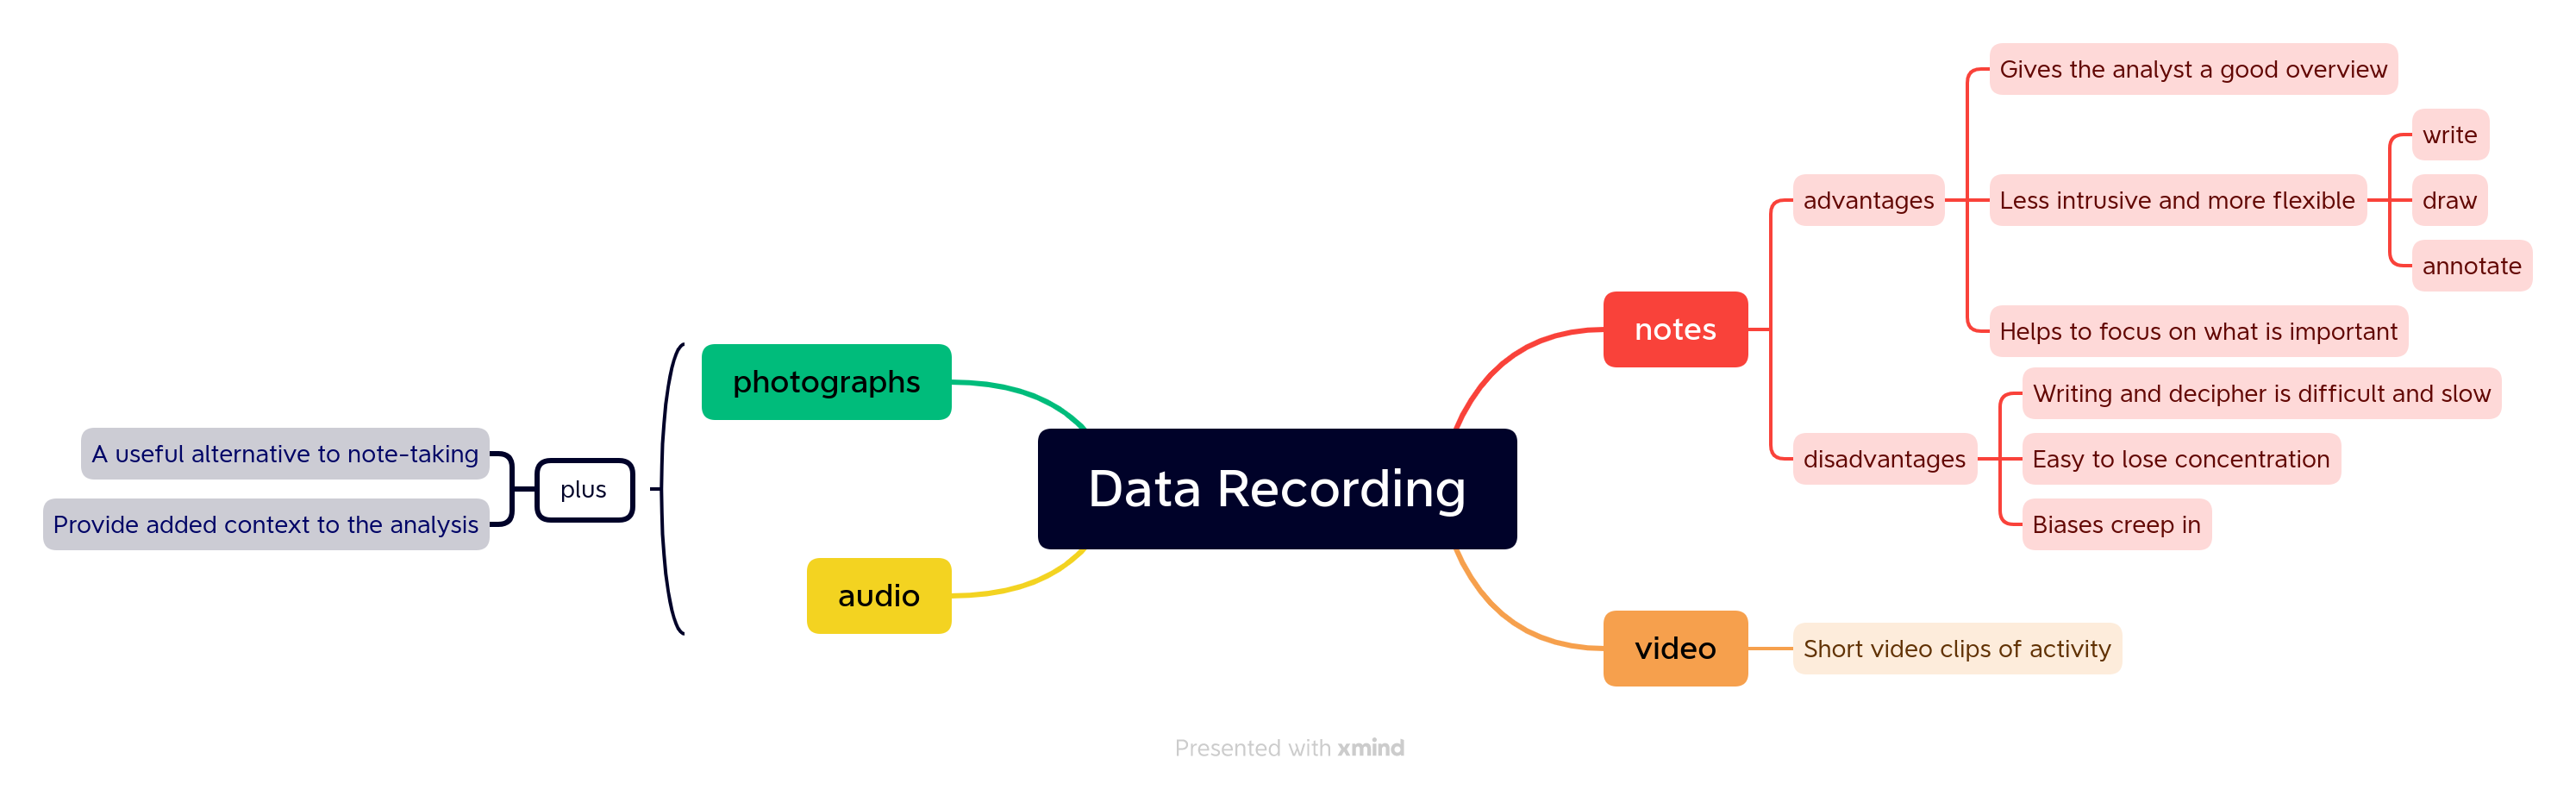 Data Recording
notes
advantages
Gives the analyst a good overview
Less intrusive and more flexible
write
draw
annotate
Helps to focus on what is important
disadvantages
Writing and decipher is difficult and slow
Easy to lose concentration
Biases creep in
video
Short video clips of activity
photographs
audio
plus
A useful alternative to note-taking
Provide added context to the analysis
Presented with xmind